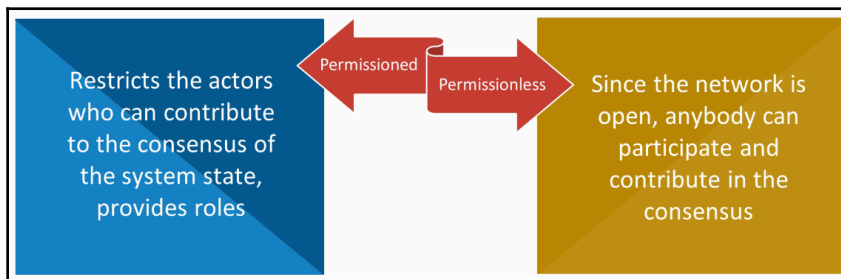 Restricts the actors
who can contribute
to the consensus of
the system state,
provides roles
Permissioned
Permissionless
Since the network is
open, anybody can
participate and
contribute in the
consensus